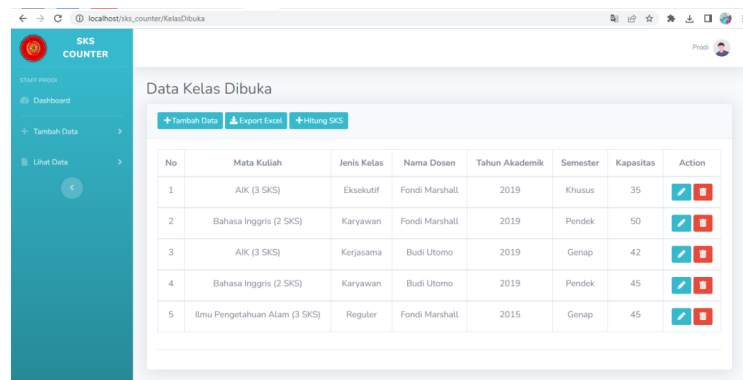 localhost/sks_counter/KelasDibuka
SKS
COUNTER
Prodi
STAFF PRODI
Dashboard
Tambah Data
Lihat Data
Data Kelas Dibuka
Tambah Data
Export Excel
Hitung SKS
No Mata Kuliah Jenis Kelas Nama Dosen Tahun Akademik Semester Kapasitas Action
1 AIK (3 SKS) Eksekutif Fondi Marshall 2019 Khusus 35
2 Bahasa Inggris (2 SKS) Karyawan Fondi Marshall 2019 Pendek 50
3 AIK (3 SKS) Kerjasama Budi Utomo 2019 Genap 42
4 Bahasa Inggris (2 SKS) Karyawan Budi Utomo 2019 Pendek 45
5 Ilmu Pengetahuan Alam (3 SKS) Reguler Fondi Marshall 2015 Genap 45